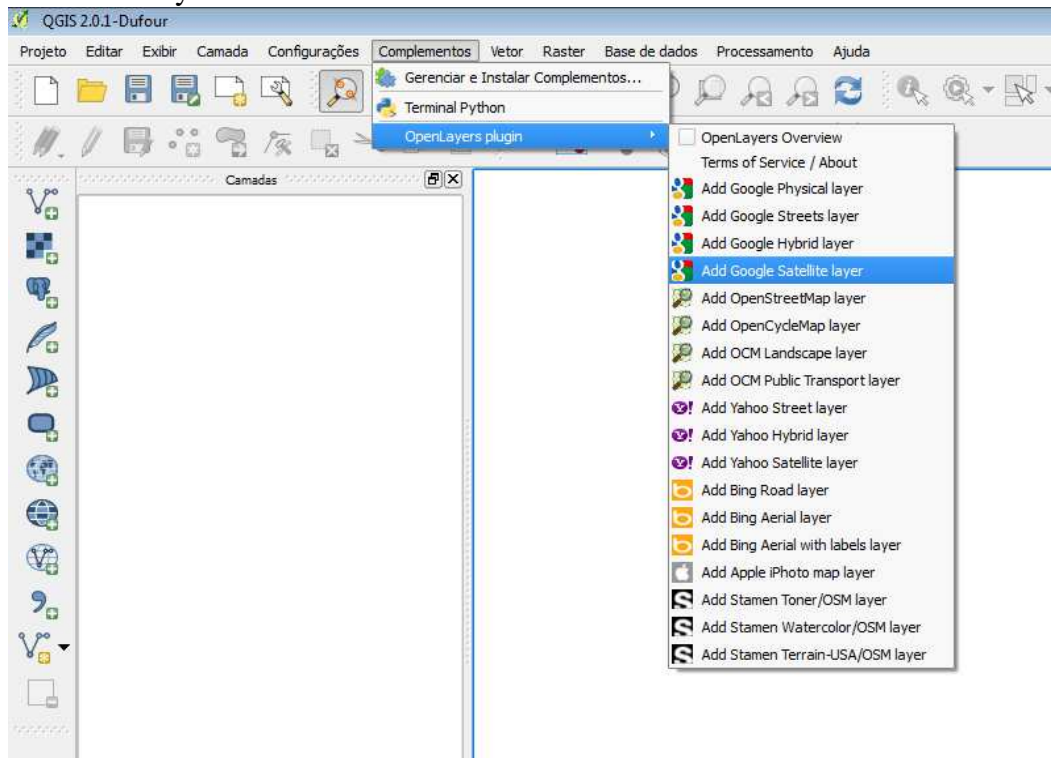 QGIS 2.0.1-Dufour
Projeto Editar Exibir Camada Configurações Complementos Vetor Raster Base de dados Processamento Ajuda
Gerenciar e Instalar Complementos...
Terminal Python
OpenLayers plugin
OpenLayers Overview
Terms of Service / About
Camadas
Add Google Physical layer
Add Google Streets layer
Add Google Hybrid layer
Add Google Satellite layer
Add OpenStreetMap layer
Add OpenCycleMap layer
Add OCM Landscape layer
Add OCM Public Transport layer
Add Yahoo Street layer
Add Yahoo Hybrid layer
Add Yahoo Satellite layer
Add Bing Road layer
Add Bing Aerial layer
Add Bing Aerial with labels layer
Add Apple iPhoto map layer
Add Stamen Toner/OSM layer
Add Stamen Watercolor/OSM layer
Add Stamen Terrain-USA/OSM layer